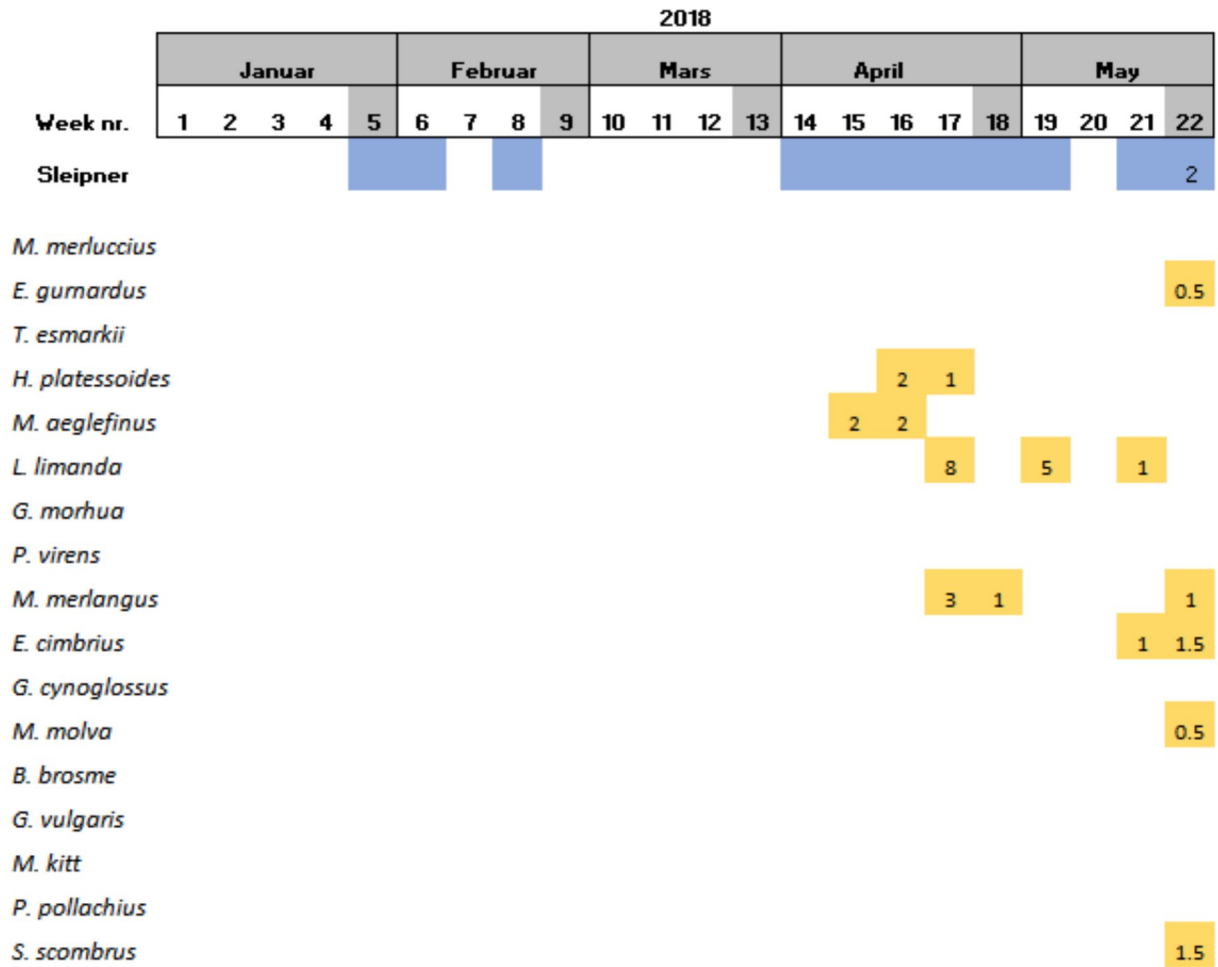 2018
Januar Februar Mars April May
Week nr. 1 2 3 4 5 6 7 8 9 10 11 12 13 14 15 16 17 18 19 20 21 22
Sleipner 2
M. merluccius
E. gurnardus 0.5
T. esmarkii
H. platessoides 2 1
M. aeglefinus 2 2
L. limanda 8 5 1
G. morhua
P. virens
M. merlangus 3 1 1
E. cimbrius 1 1.5
G. cynoglossus
M. molva 0.5
B. brosme
G. vulgaris
M. kitt
P. pollachius
S. scombrus 1.5